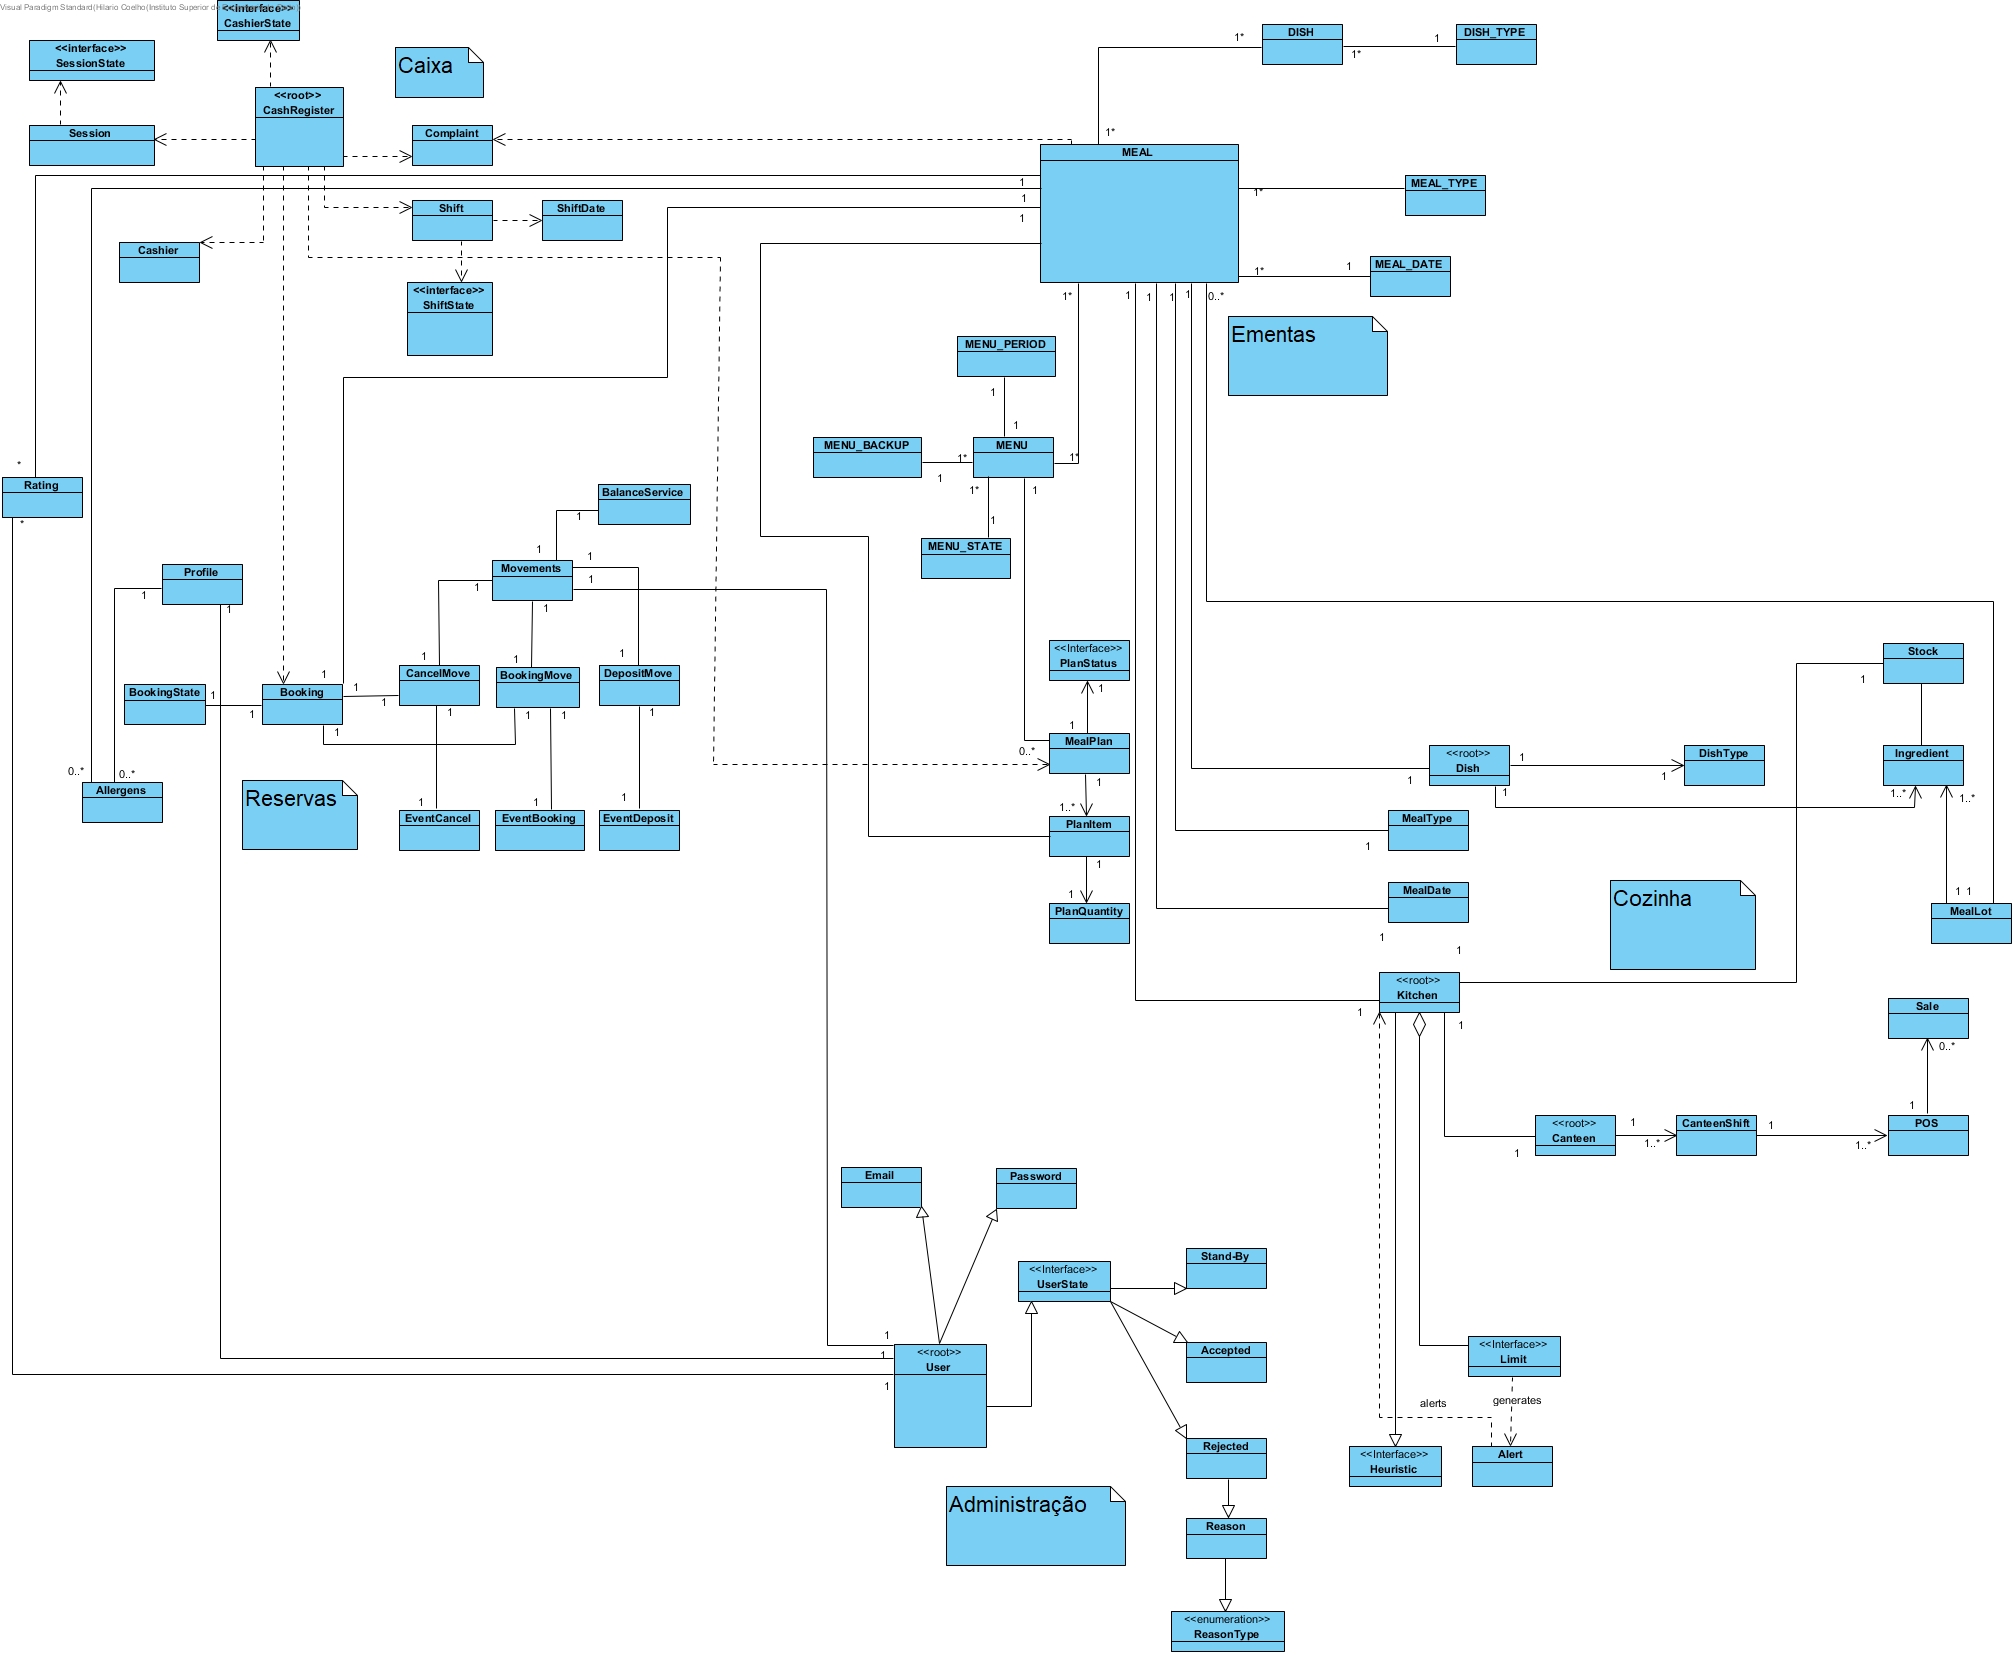 Visual Paradigm Standard(Hilario Coelho(Instituto Superior de
<<interface>>
CashierState
<<interface>>
SessionState
Caixa
<<root>>
CashRegister
Session
Complaint
Shift
ShiftDate
Cashier
<<interface>>
ShiftState
DISH
DISH_TYPE
1*
1*
1
1*
MEAL
MEAL_TYPE
1*
MEAL_DATE
1*
1
1
1
1
1*
1
1
1
1
0..*
Ementas
MENU_PERIOD
1
1
MENU_BACKUP
MENU
1*
1
1*
1*
1
1
MENU_STATE
*
Rating
*
BalanceService
1
1
1
Movements
1
1
1
Profile
1
1
1
1
1
CancelMove
BookingMove
DepositMove
BookingState
Booking
1
1
1
1
1
1
1
1
1
1
0..*
0..*
Allergens
Reservas
1
1
1
EventCancel
EventBooking
EventDeposit
<<Interface>>
PlanStatus
1
1
MealPlan
0..*
1
1..*
PlanItem
1
1
PlanQuantity
Stock
1
<<root>>
Dish
DishType
Ingredient
1
1
1
1
1..*
1..*
MealType
1
MealDate
1
Cozinha
1
1
MealLot
1
<<root>>
Kitchen
1
1
Sale
0..*
1
<<root>>
Canteen
CanteenShift
POS
1
1
1..*
1
1..*
Email
Password
<<Interface>>
UserState
Stand-By
Accepted
Rejected
Reason
<<enumeration>>
ReasonType
1
1
1
<<root>>
User
<<Interface>>
Limit
alerts
generates
<<Interface>>
Heuristic
Alert
Administração